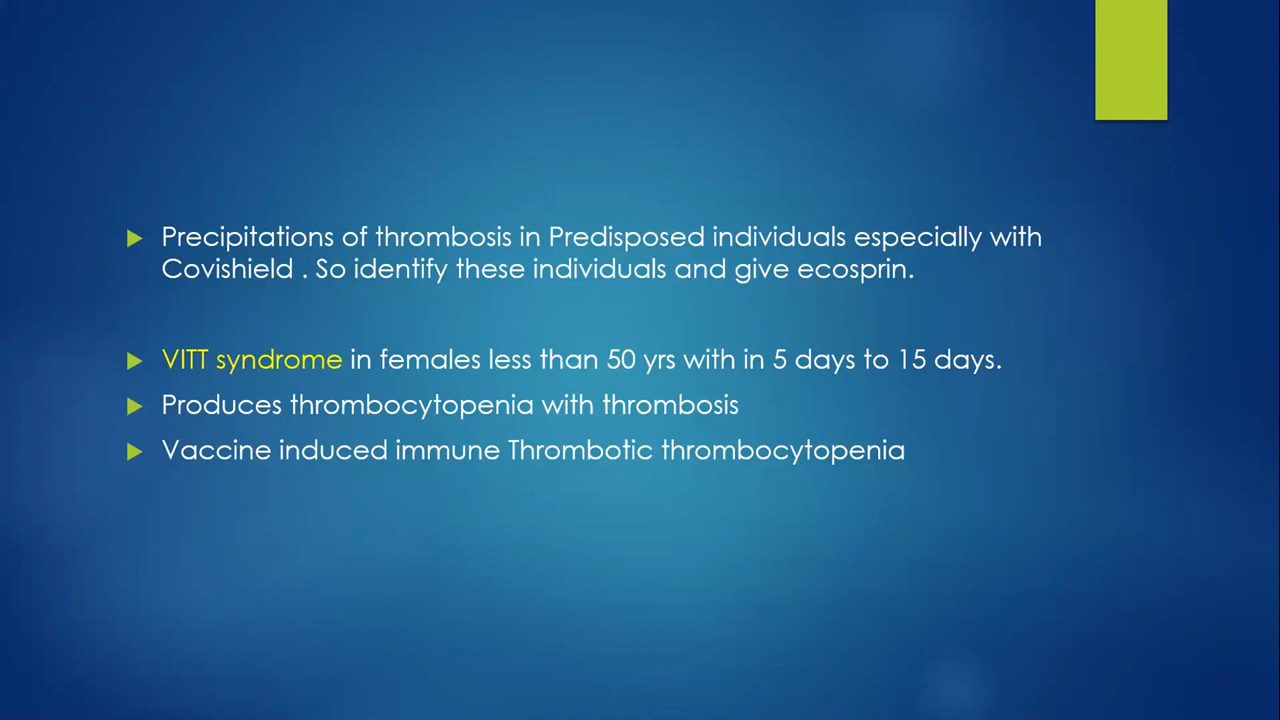 Precipitations of thrombosis in Predisposed individuals especially with
Covishield . So identify these individuals and give ecosprin.
VITT syndrome in females less than 50 yrs with in 5 days to 15 days.
Produces thrombocytopenia with thrombosis
Vaccine induced immune Thrombotic thrombocytopenia